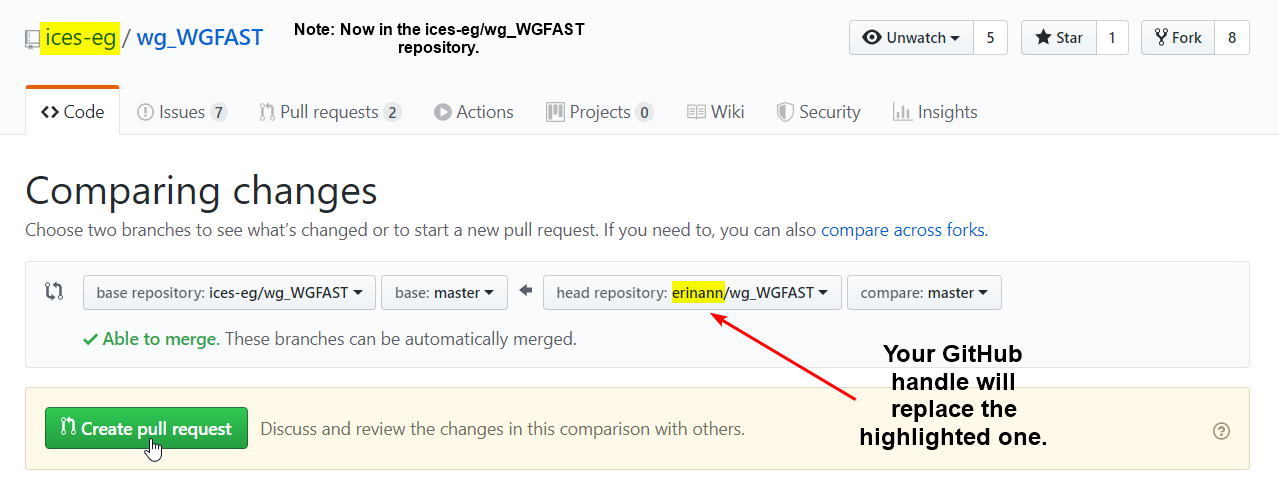 ices-eg / wg_WGFAST
Note: Now in the ices-eg/wg_WGFAST
repository.
Unwatch 5
Star 1
Fork 8
Code
Issues 7
Pull requests 2
Actions
Projects 0
Wiki
Security
Insights
Comparing changes
Choose two branches to see what's changed or to start a new pull request. If you need to, you can also compare across forks.
base repository: ices-eg/wg_WGFAST
base: master
head repository: erinann/wg_WGFAST
compare: master
Able to merge. These branches can be automatically merged.
Your GitHub
handle will
replace the
highlighted one.
Create pull request
Discuss and review the changes in this comparison with others.